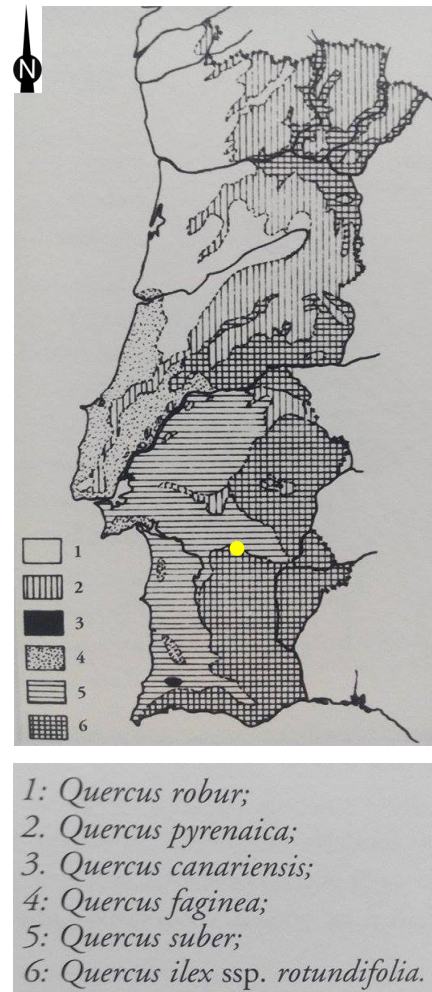 N
1
2
3
4
5
6
1: Quercus robur;
2. Quercus pyrenaica;
3. Quercus canariensis;
4: Quercus faginea;
5: Quercus suber;
6: Quercus ilex ssp. rotundifolia.